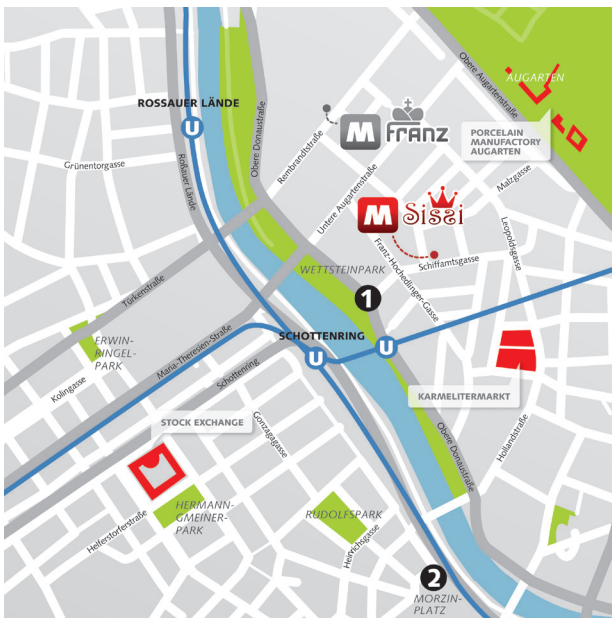 AUGARTEN
Obere Augartenstraße
ROSSAUER LÄNDE
U
Obere Donaustraße
M FRANZ
PORCELAIN
MANUFACTORY
AUGARTEN
Grünentorgasse
Roßauer Lände
Rembrandtstraße
Malzgasse
Untere Augartenstraße
M Sissi
Leopoldsgasse
Franz-Hochedlinger-Gasse
Schiffamtsgasse
WETTSTEINPARK
Türkenstraße
1
ERWIN-
RINGEL-
PARK
Maria-Theresien-Straße
SCHOTTENRING
U
U
Kolingasse
Schottenring
KARMELITERMARKT
STOCK EXCHANGE
Gonzagagasse
Obere Donaustraße
Hollandstraße
HERMANN-
GMEINER-
PARK
RUDOLFSPARK
Helferstorferstraße
Heinrichsgasse
2
MORZIN-
PLATZ